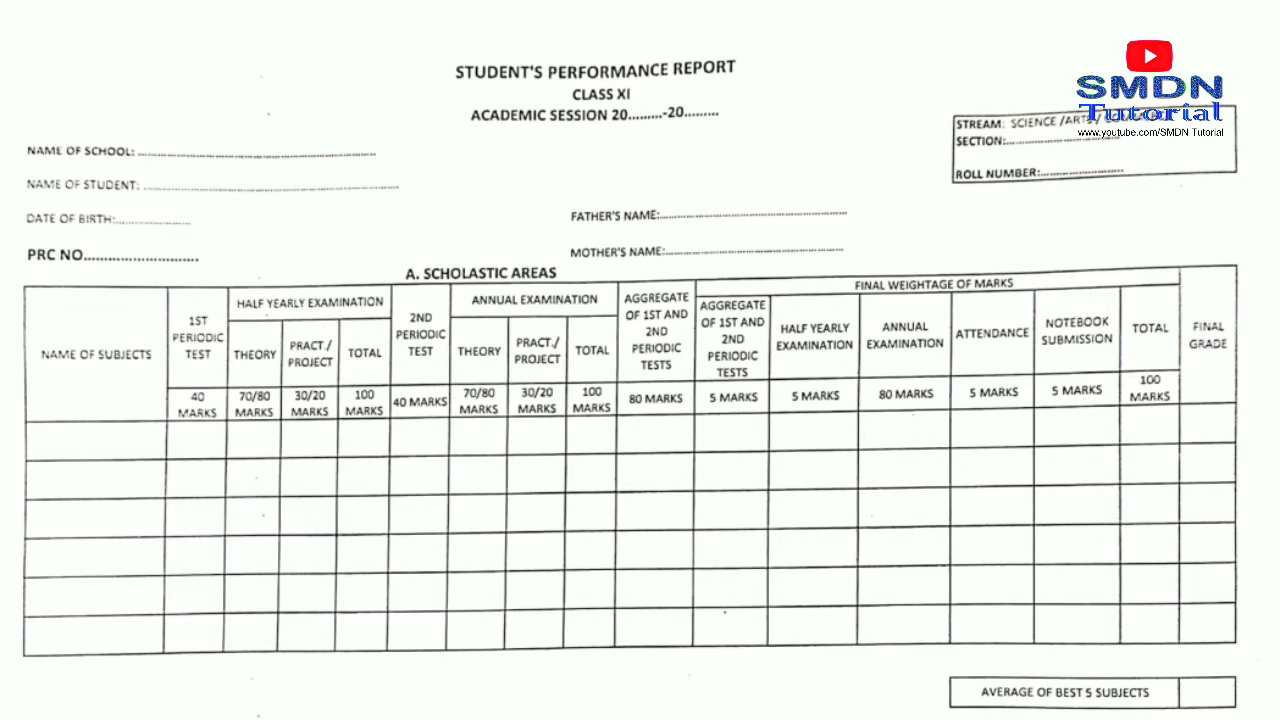 STUDENT'S PERFORMANCE REPORT
CLASS XI
ACADEMIC SESSION 20.........-20.........
SMDN
Tutorial
www.youtube.com/SMDN Tutorial
STREAM: SCIENCE /ARTS /
SECTION:................................
ROLL NUMBER:........................
NAME OF SCHOOL: ......................................................................
NAME OF STUDENT: ......................................................................
DATE OF BIRTH:.....................
FATHER'S NAME:......................................................
PRC NO............................
MOTHER'S NAME:......................................................
A. SCHOLASTIC AREAS
NAME OF SUBJECTS
1ST
PERIODIC
TEST
40
MARKS
HALF YEARLY EXAMINATION
THEORY
70/80
MARKS
PRACT./
PROJECT
30/20
MARKS
TOTAL
100
MARKS
2ND
PERIODIC
TEST
40 MARKS
ANNUAL EXAMINATION
THEORY
70/80
MARKS
PRACT./
PROJECT
30/20
MARKS
TOTAL
100
MARKS
AGGREGATE
OF 1ST AND
2ND
PERIODIC
TESTS
80 MARKS
FINAL WEIGHTAGE OF MARKS
AGGREGATE
OF 1ST AND
2ND
PERIODIC
TESTS
5 MARKS
HALF YEARLY
EXAMINATION
5 MARKS
ANNUAL
EXAMINATION
80 MARKS
ATTENDANCE
5 MARKS
NOTEBOOK
SUBMISSION
5 MARKS
TOTAL
100
MARKS
FINAL
GRADE
AVERAGE OF BEST 5 SUBJECTS